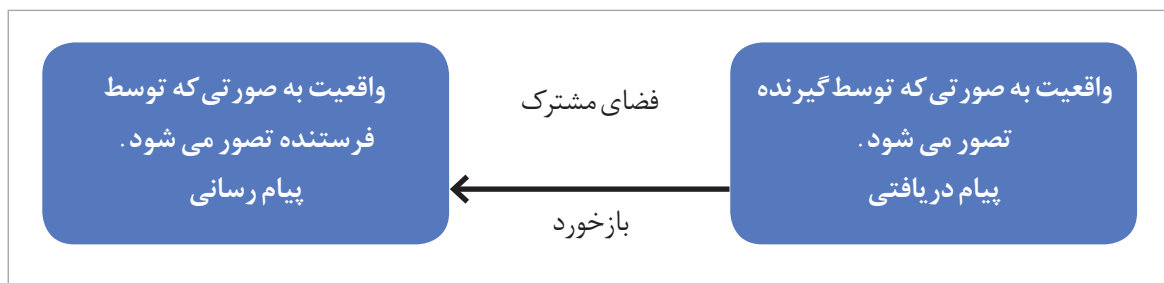 واقعیت به صورتی که توسط گیرنده
تصور می شود.
پیام دریافتی
فضای مشترک
بازخورد
واقعیت به صورتی که توسط
فرستنده تصور می شود.
پیام رسانی